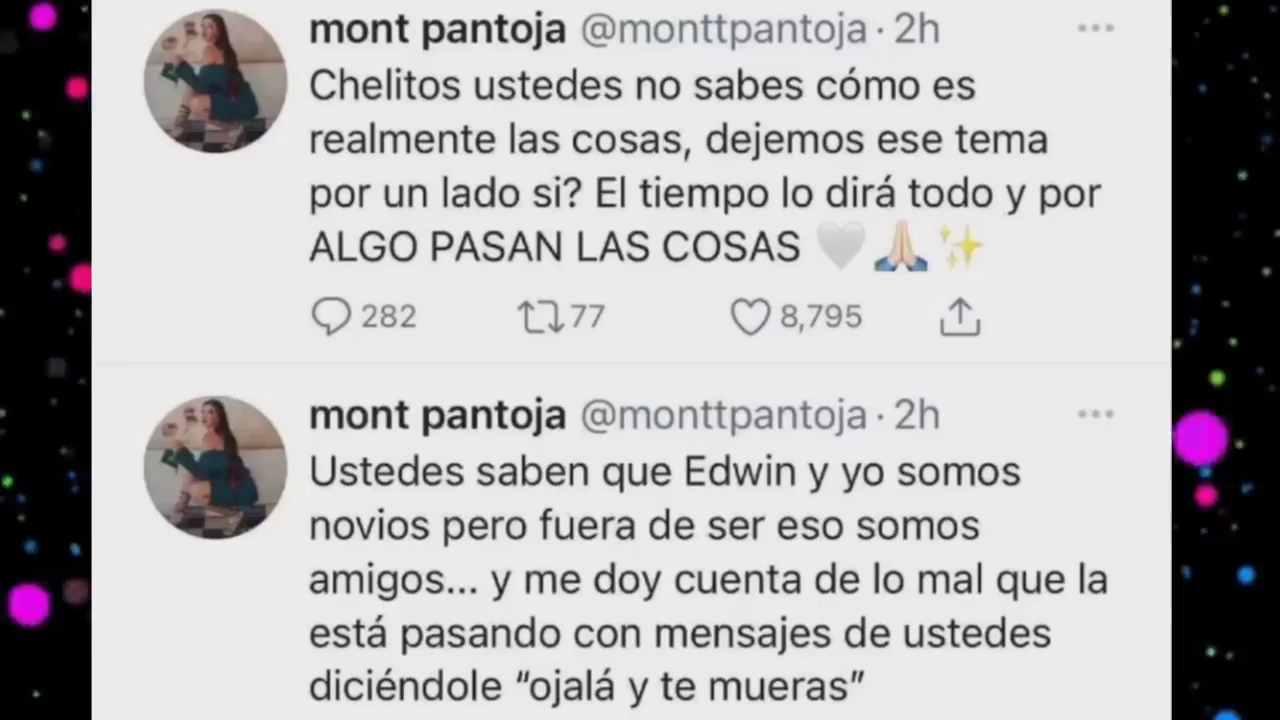 mont pantoja @monttpantoja · 2h
Chelitos ustedes no sabes cómo es
realmente las cosas, dejemos ese tema
por un lado si? El tiempo lo dirá todo y por
ALGO PASAN LAS COSAS 🤍🙏🏻✨
282 77 8,795
mont pantoja @monttpantoja · 2h
Ustedes saben que Edwin y yo somos
novios pero fuera de ser eso somos
amigos... y me doy cuenta de lo mal que la
está pasando con mensajes de ustedes
diciéndole "ojalá y te mueras"